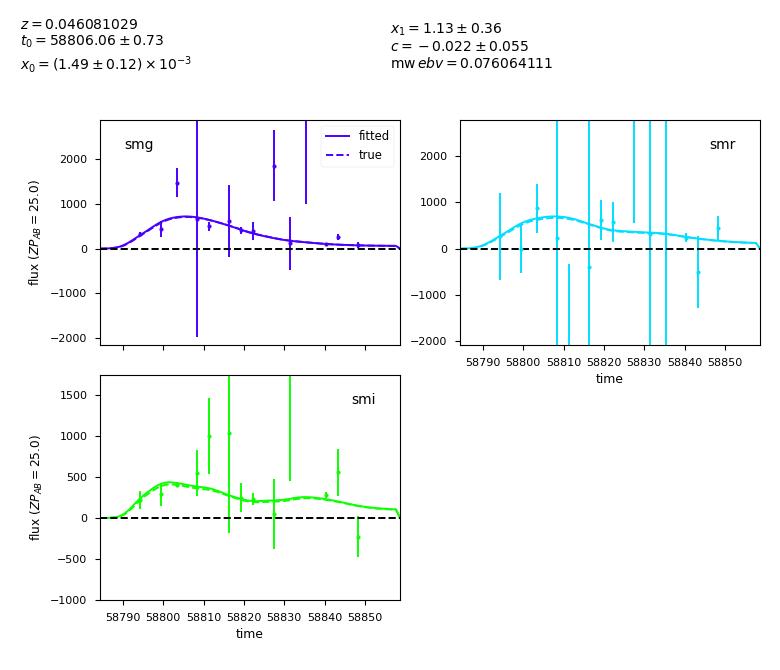 z = 0.046081029
t₀ = 58806.06 ± 0.73
x₀ = (1.49 ± 0.12) × 10⁻³
x₁ = 1.13 ± 0.36
c = −0.022 ± 0.055
mw ebv = 0.076064111
smg
fitted
true
2000
1000
0
−1000
−2000
flux (ZP_AB = 25.0)
smr
2000
1000
0
−1000
−2000
58790 58800 58810 58820 58830 58840 58850
time
smi
1500
1000
500
0
−500
−1000
flux (ZP_AB = 25.0)
58790 58800 58810 58820 58830 58840 58850
time